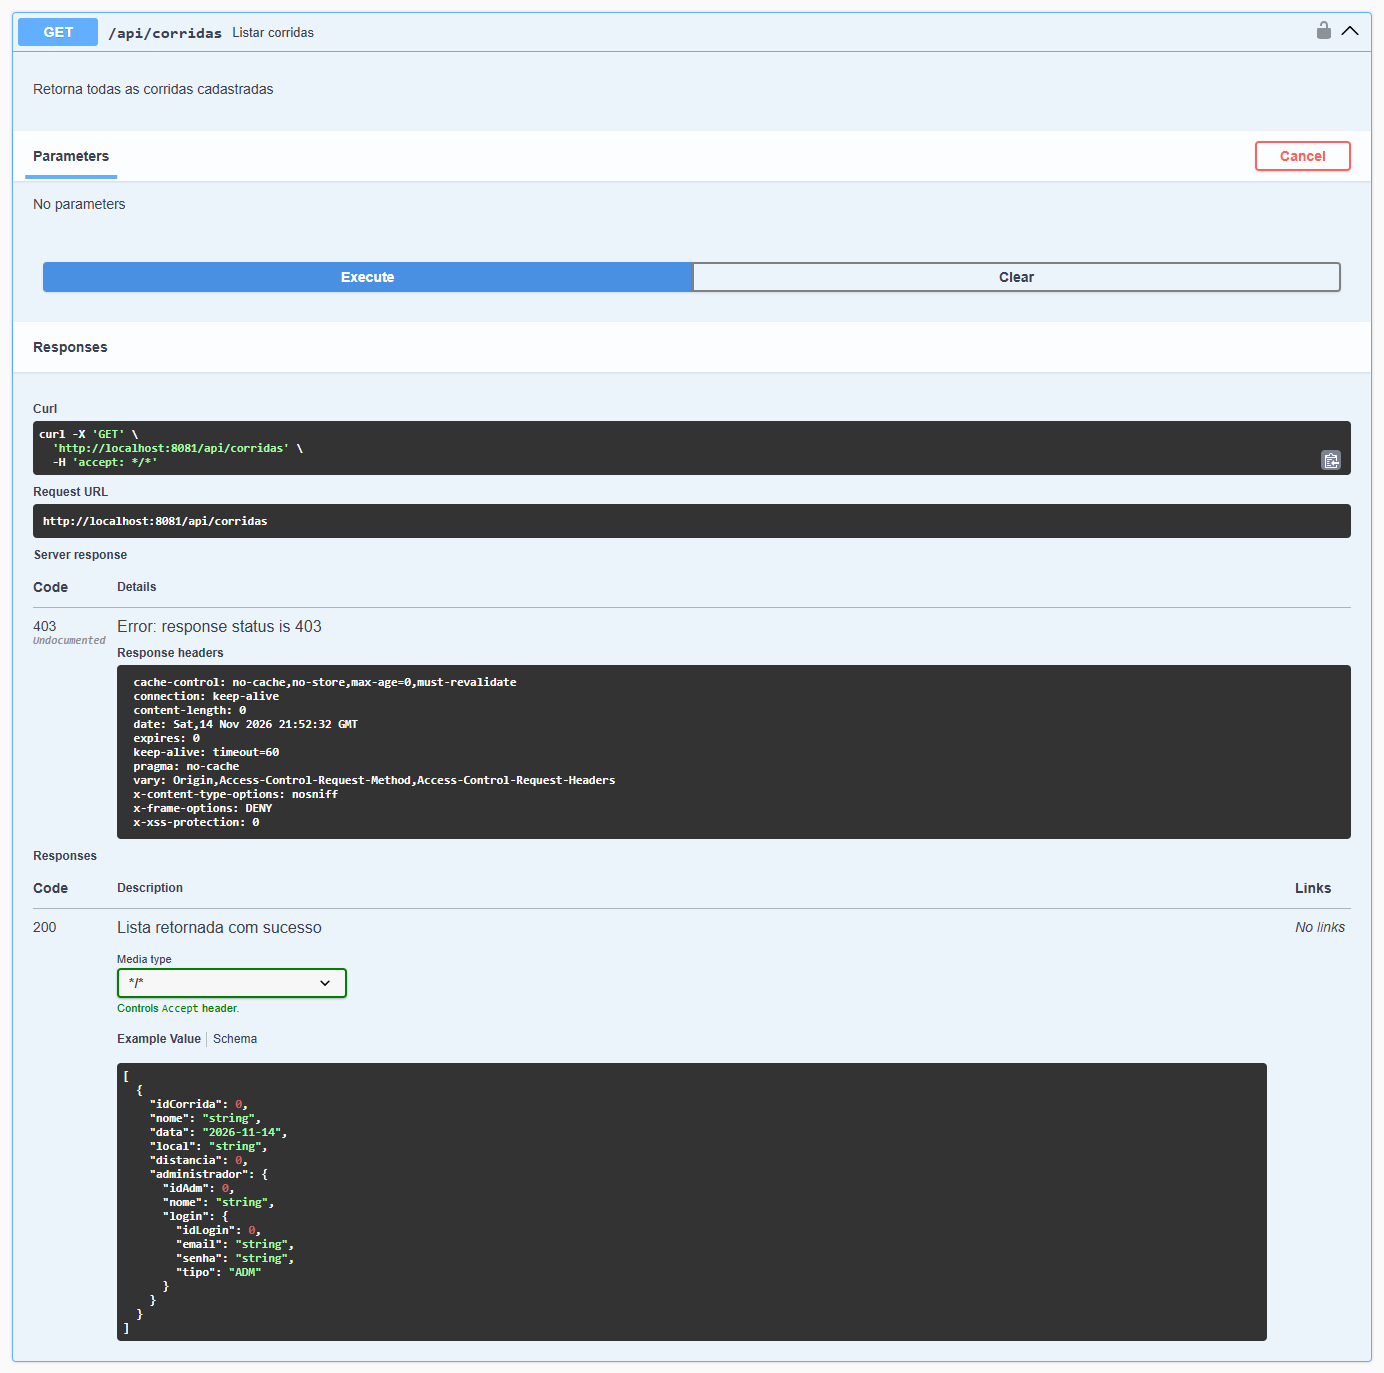 GET /api/corridas Listar corridas
Retorna todas as corridas cadastradas
Parameters
Cancel
No parameters
Execute
Clear
Responses
Curl
curl -X 'GET' \
  'http://localhost:8081/api/corridas' \
  -H 'accept: */*'
Request URL
http://localhost:8081/api/corridas
Server response
Code Details
403 Error: response status is 403
Undocumented
Response headers
cache-control: no-cache,no-store,max-age=0,must-revalidate
connection: keep-alive
content-length: 0
date: Sat,14 Nov 2026 21:52:32 GMT
expires: 0
keep-alive: timeout=60
pragma: no-cache
vary: Origin,Access-Control-Request-Method,Access-Control-Request-Headers
x-content-type-options: nosniff
x-frame-options: DENY
x-xss-protection: 0
Responses
Code Description Links
200 Lista retornada com sucesso No links
Media type
*/*
Controls Accept header.
Example Value Schema
[
  {
    "idCorrida": 0,
    "nome": "string",
    "data": "2026-11-14",
    "local": "string",
    "distancia": 0,
    "administrador": {
      "idAdm": 0,
      "nome": "string",
      "login": {
        "idLogin": 0,
        "email": "string",
        "senha": "string",
        "tipo": "ADM"
      }
    }
  }
]